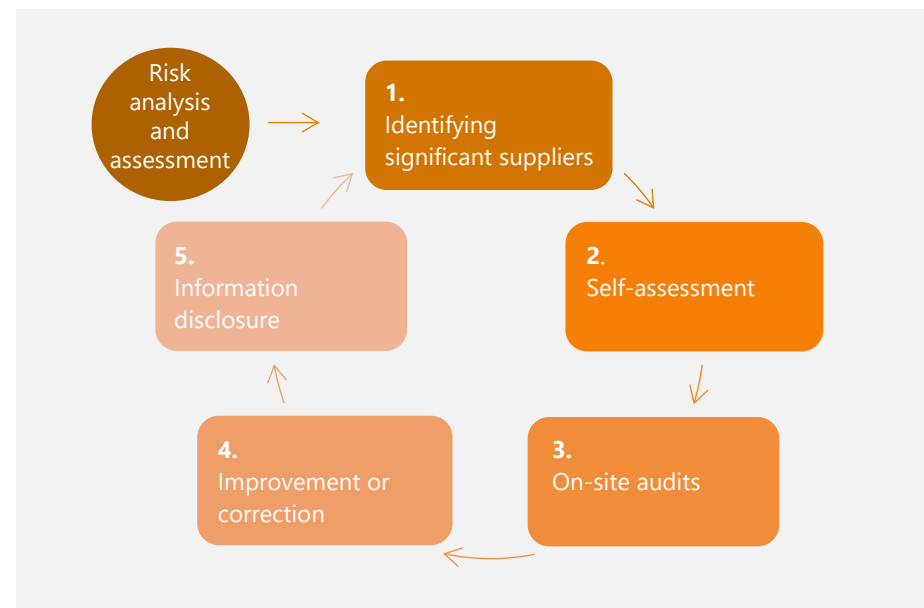 Risk
analysis
and
assessment
1.
Identifying
significant suppliers
2.
Self-assessment
3.
On-site audits
4.
Improvement or
correction
5.
Information
disclosure